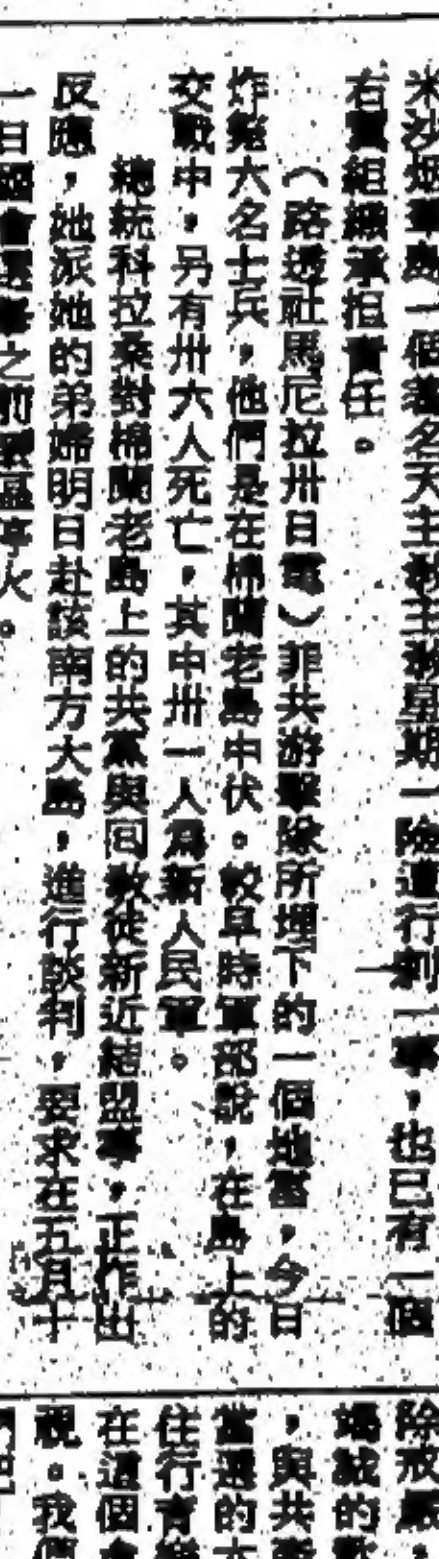 米沙烟羣島一個著名天主教主教星期一險遭行刺一事，也已有一個
右翼組織承担責任。
（路透社馬尼拉卅日電）菲共游擊隊所埋下的一個地雷，今日
炸斃六名士兵，他們是在棉蘭老島中伏。較早時軍部說，在島上的
交戰中，另有卅六人死亡，其中卅一人爲新人民軍。
總統科拉桑對棉蘭老島上的共黨與回教徒新近結盟事，正作出
反應，她派她的弟婦明日赴該南方大島，進行談判，要求在五月十
一日國會選舉之前停火。
除戒嚴，
的
，與共
當選的
住行
在這個
視。我們